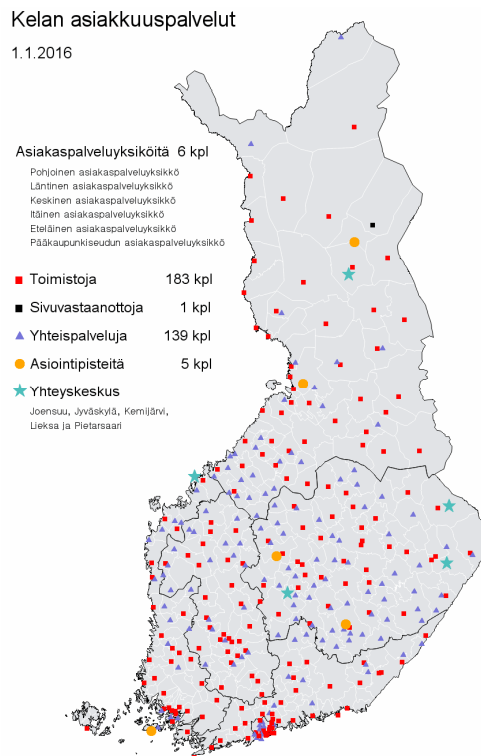 Kelan asiakkuuspalvelut
1.1.2016
Asiakaspalveluyksiköitä 6 kpl
Pohjoinen asiakaspalveluyksikkö
Läntinen asiakaspalveluyksikkö
Keskinen asiakaspalveluyksikkö
Itäinen asiakaspalveluyksikkö
Eteläinen asiakaspalveluyksikkö
Pääkaupunkiseudun asiakaspalveluyksikkö
Toimistoja 183 kpl
Sivuvastaanottoja 1 kpl
Yhteispalveluja 139 kpl
Asiointipisteitä 5 kpl
Yhteyskeskus
Joensuu, Jyväskylä, Kemijärvi,
Lieksa ja Pietarsaari